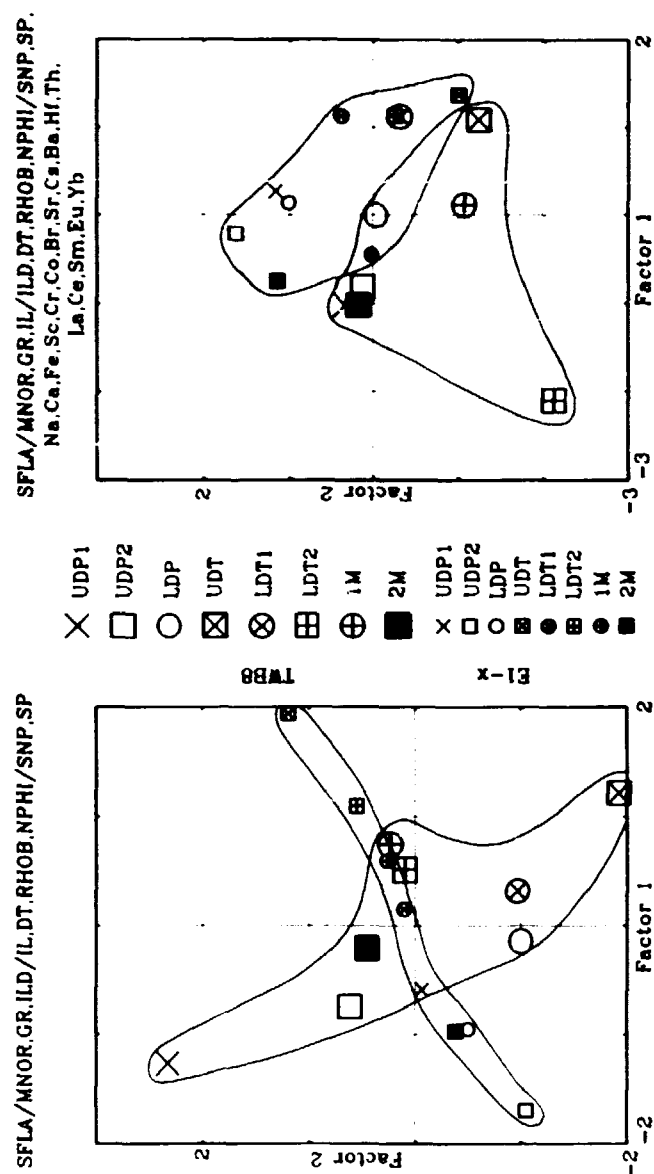 SFLA/MNOR,GR,ILD/IL,DT,RHOB,NPHI/SNP,SP
2
Factor 2
-2
-2
Factor 1
2
TWB8
UDP1
UDP2
LDP
UDT
LDT1
LDT2
1M
2M
E1-x
UDP1
UDP2
LDP
UDT
LDT1
LDT2
1M
2M
SFLA/MNOR,GR,IL/ILD,DT,RHOB,NPHI/SNP,SP,
Na,Ca,Fe,Sc,Cr,Co,Br,Sr,Cs,Ba,Hf,Th,
La,Ce,Sm,Eu,Yb
2
Factor 2
-3
-3
Factor 1
2